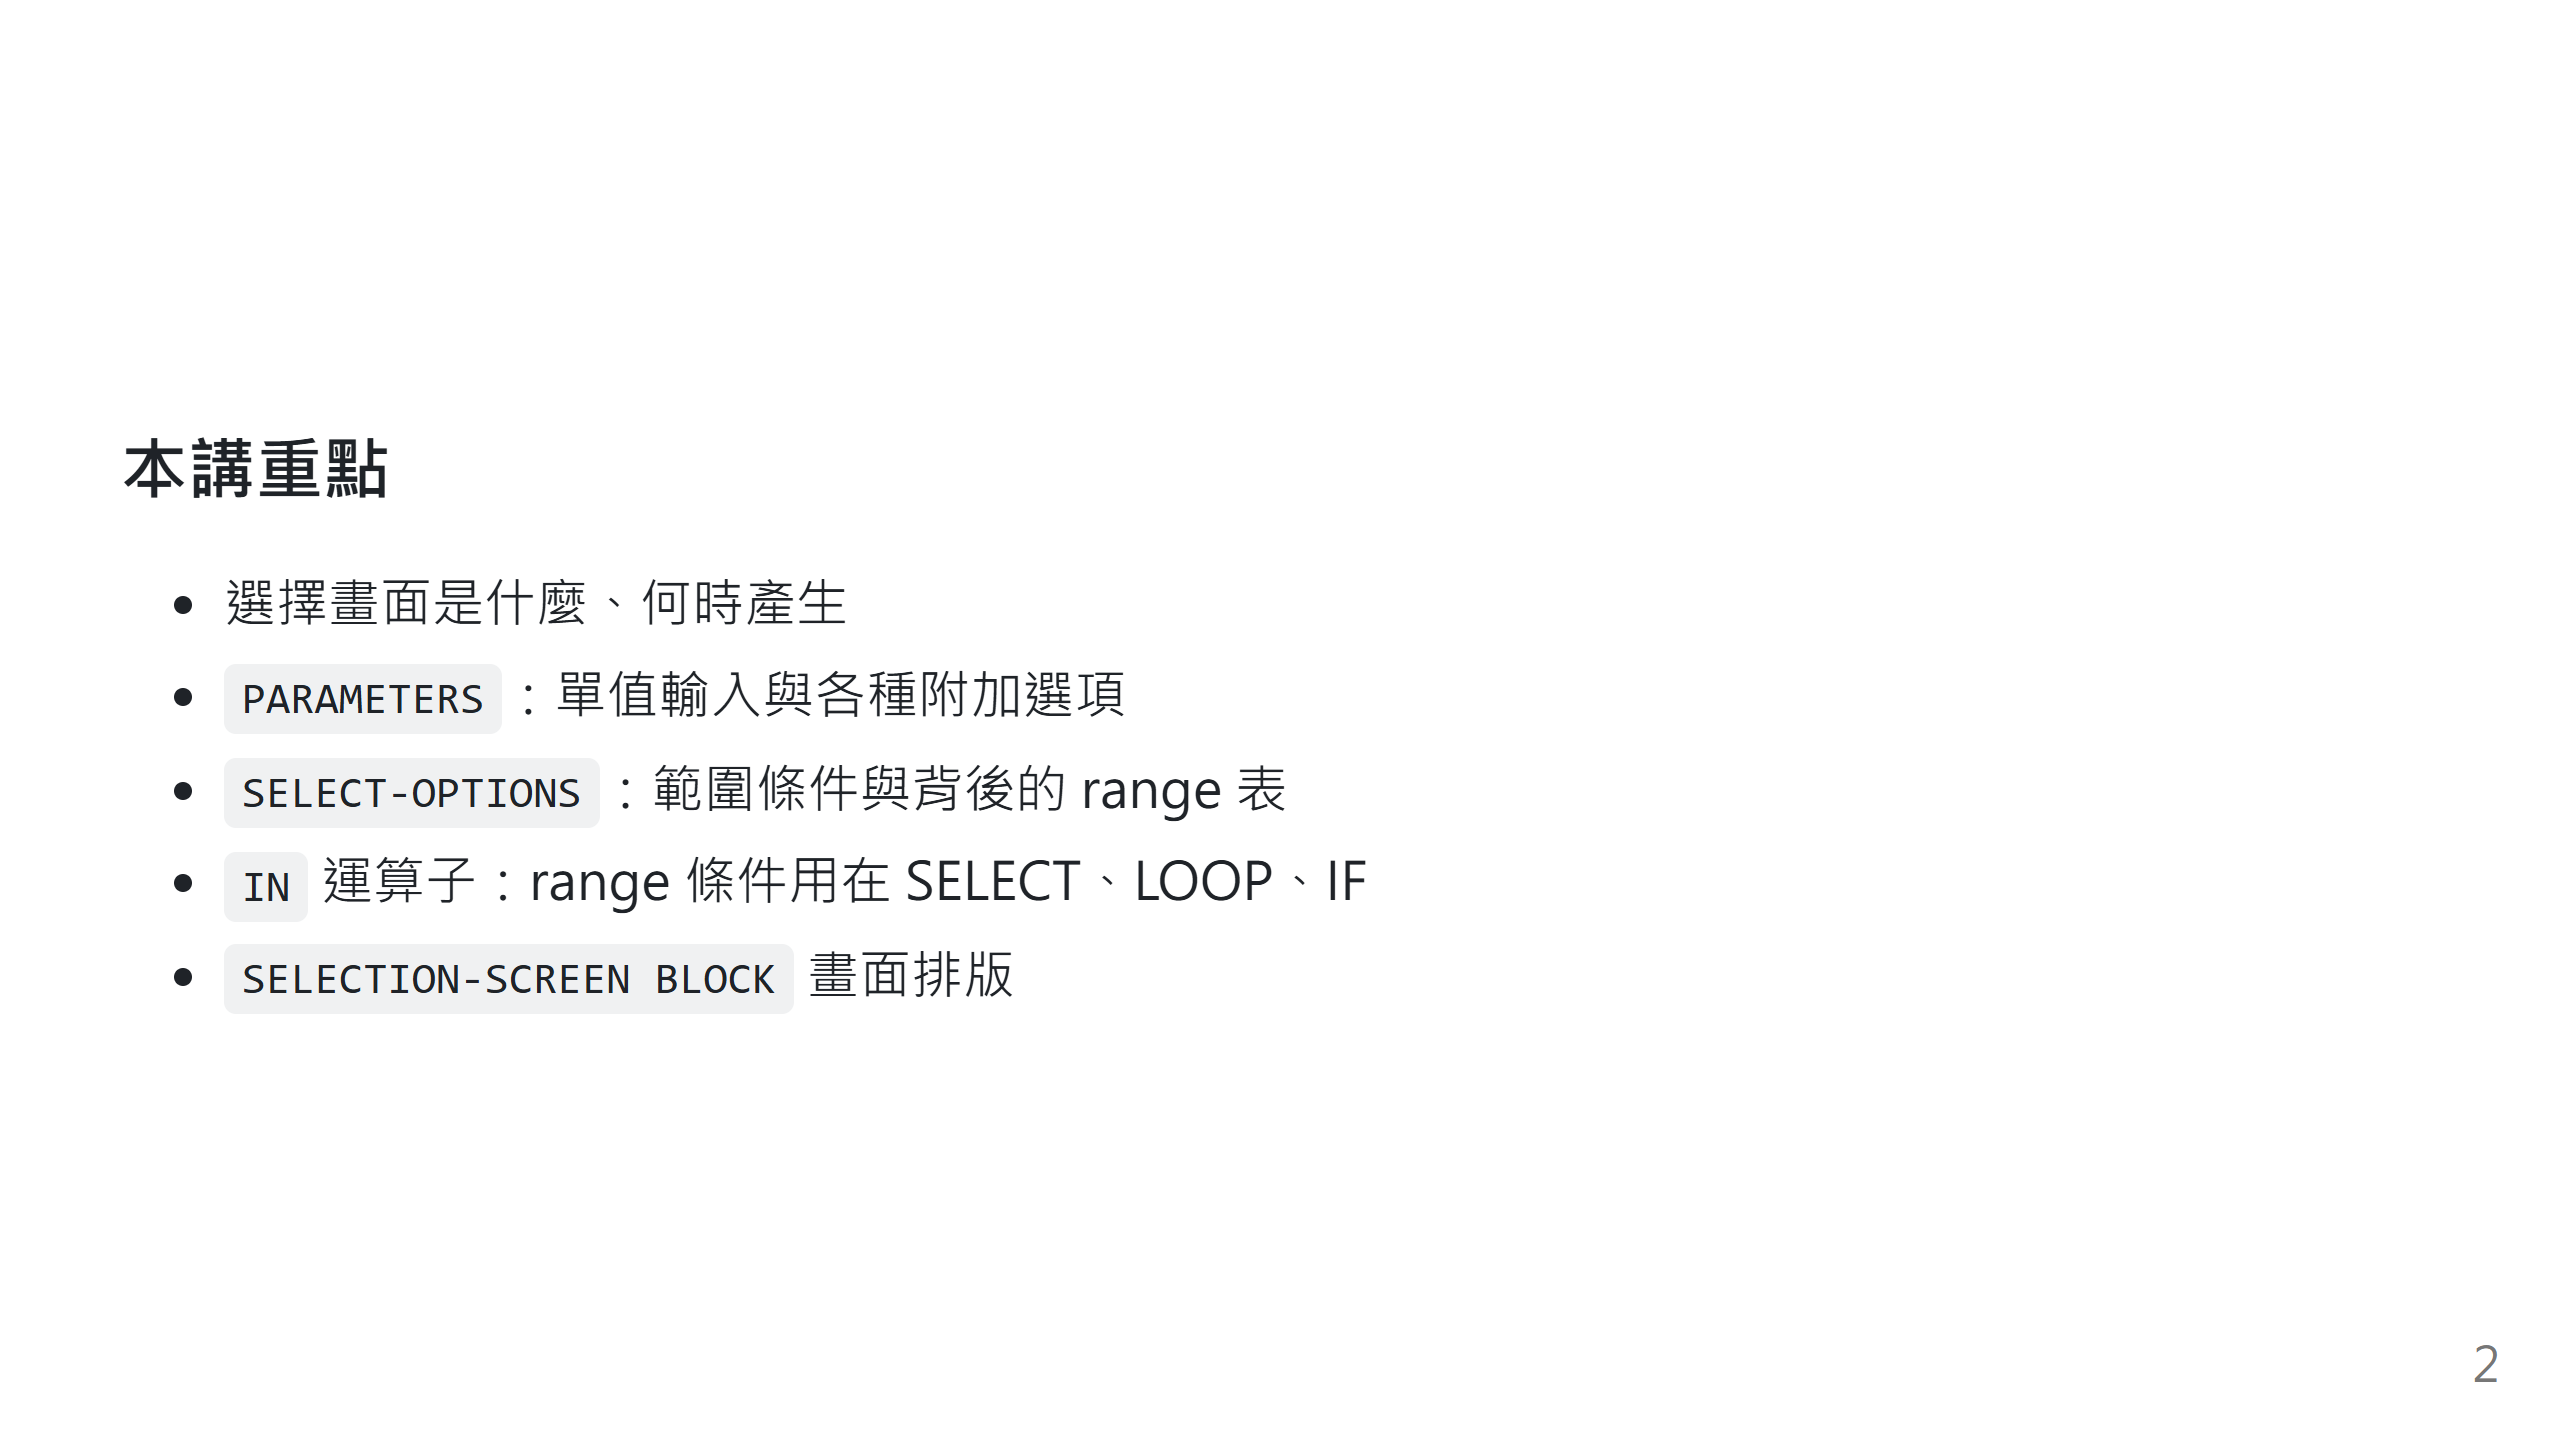 本講重點
• 選擇畫面是什麼、何時產生
• PARAMETERS：單值輸入與各種附加選項
• SELECT-OPTIONS：範圍條件與背後的 range 表
• IN 運算子：range 條件用在 SELECT、LOOP、IF
• SELECTION-SCREEN BLOCK 畫面排版
2